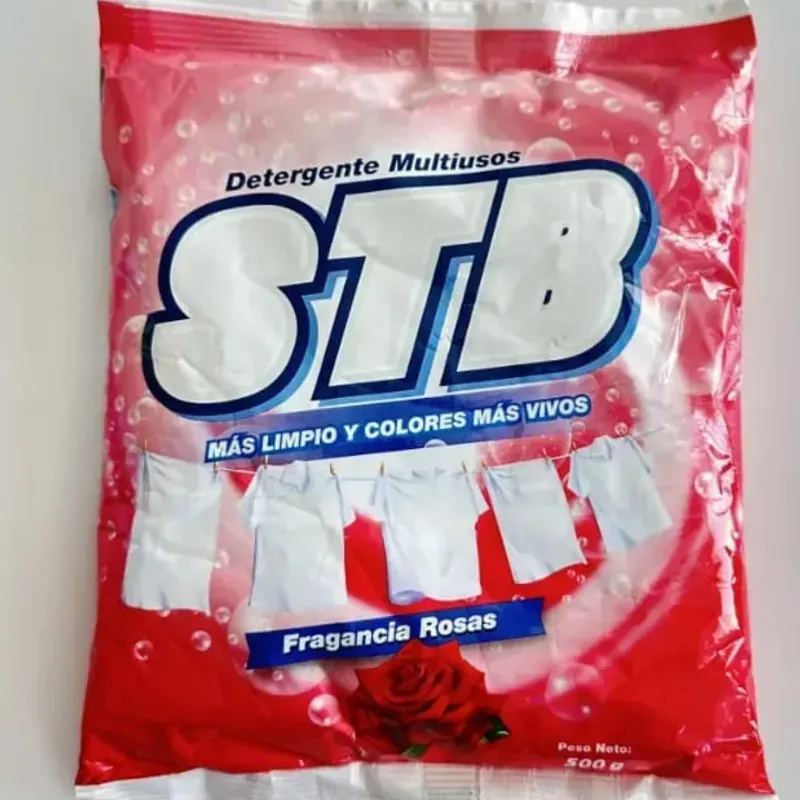 Detergente Multiusos
STB
MÁS LIMPIO Y COLORES MÁS VIVOS
Fragancia Rosas
Peso Neto:
500 g